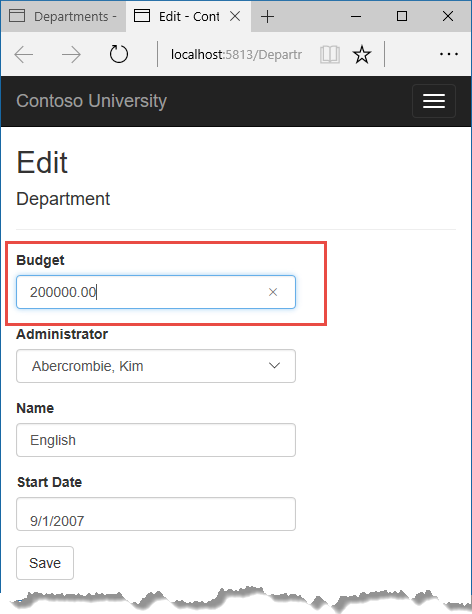 Departments -
Edit - Cont
localhost:5813/Departr
Contoso University
Edit
Department
Budget
200000.00
Administrator
Abercrombie, Kim
Name
English
Start Date
9/1/2007
Save